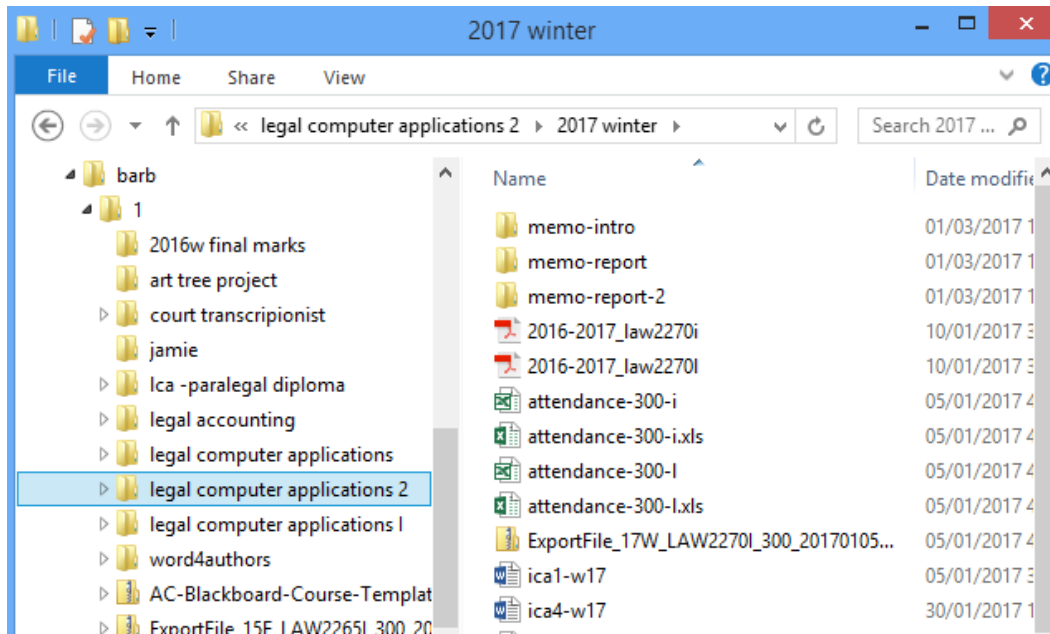 2017 winter
File Home Share View
« legal computer applications 2 2017 winter Search 2017 ...
barb
1
2016w final marks
art tree project
court transcripionist
jamie
lca -paralegal diploma
legal accounting
legal computer applications
legal computer applications 2
legal computer applications l
word4authors
AC-Blackboard-Course-Templat
ExportFile_15F_LAW2265I_300_20
Name Date modifie
memo-intro 01/03/2017 1
memo-report 01/03/2017 1
memo-report-2 01/03/2017 1
2016-2017_law2270i 10/01/2017 3
2016-2017_law2270l 10/01/2017 3
attendance-300-i 05/01/2017 4
attendance-300-i.xls 05/01/2017 4
attendance-300-l 05/01/2017 4
attendance-300-l.xls 05/01/2017 4
ExportFile_17W_LAW2270I_300_20170105... 05/01/2017 4
ica1-w17 05/01/2017 3
ica4-w17 30/01/2017 1